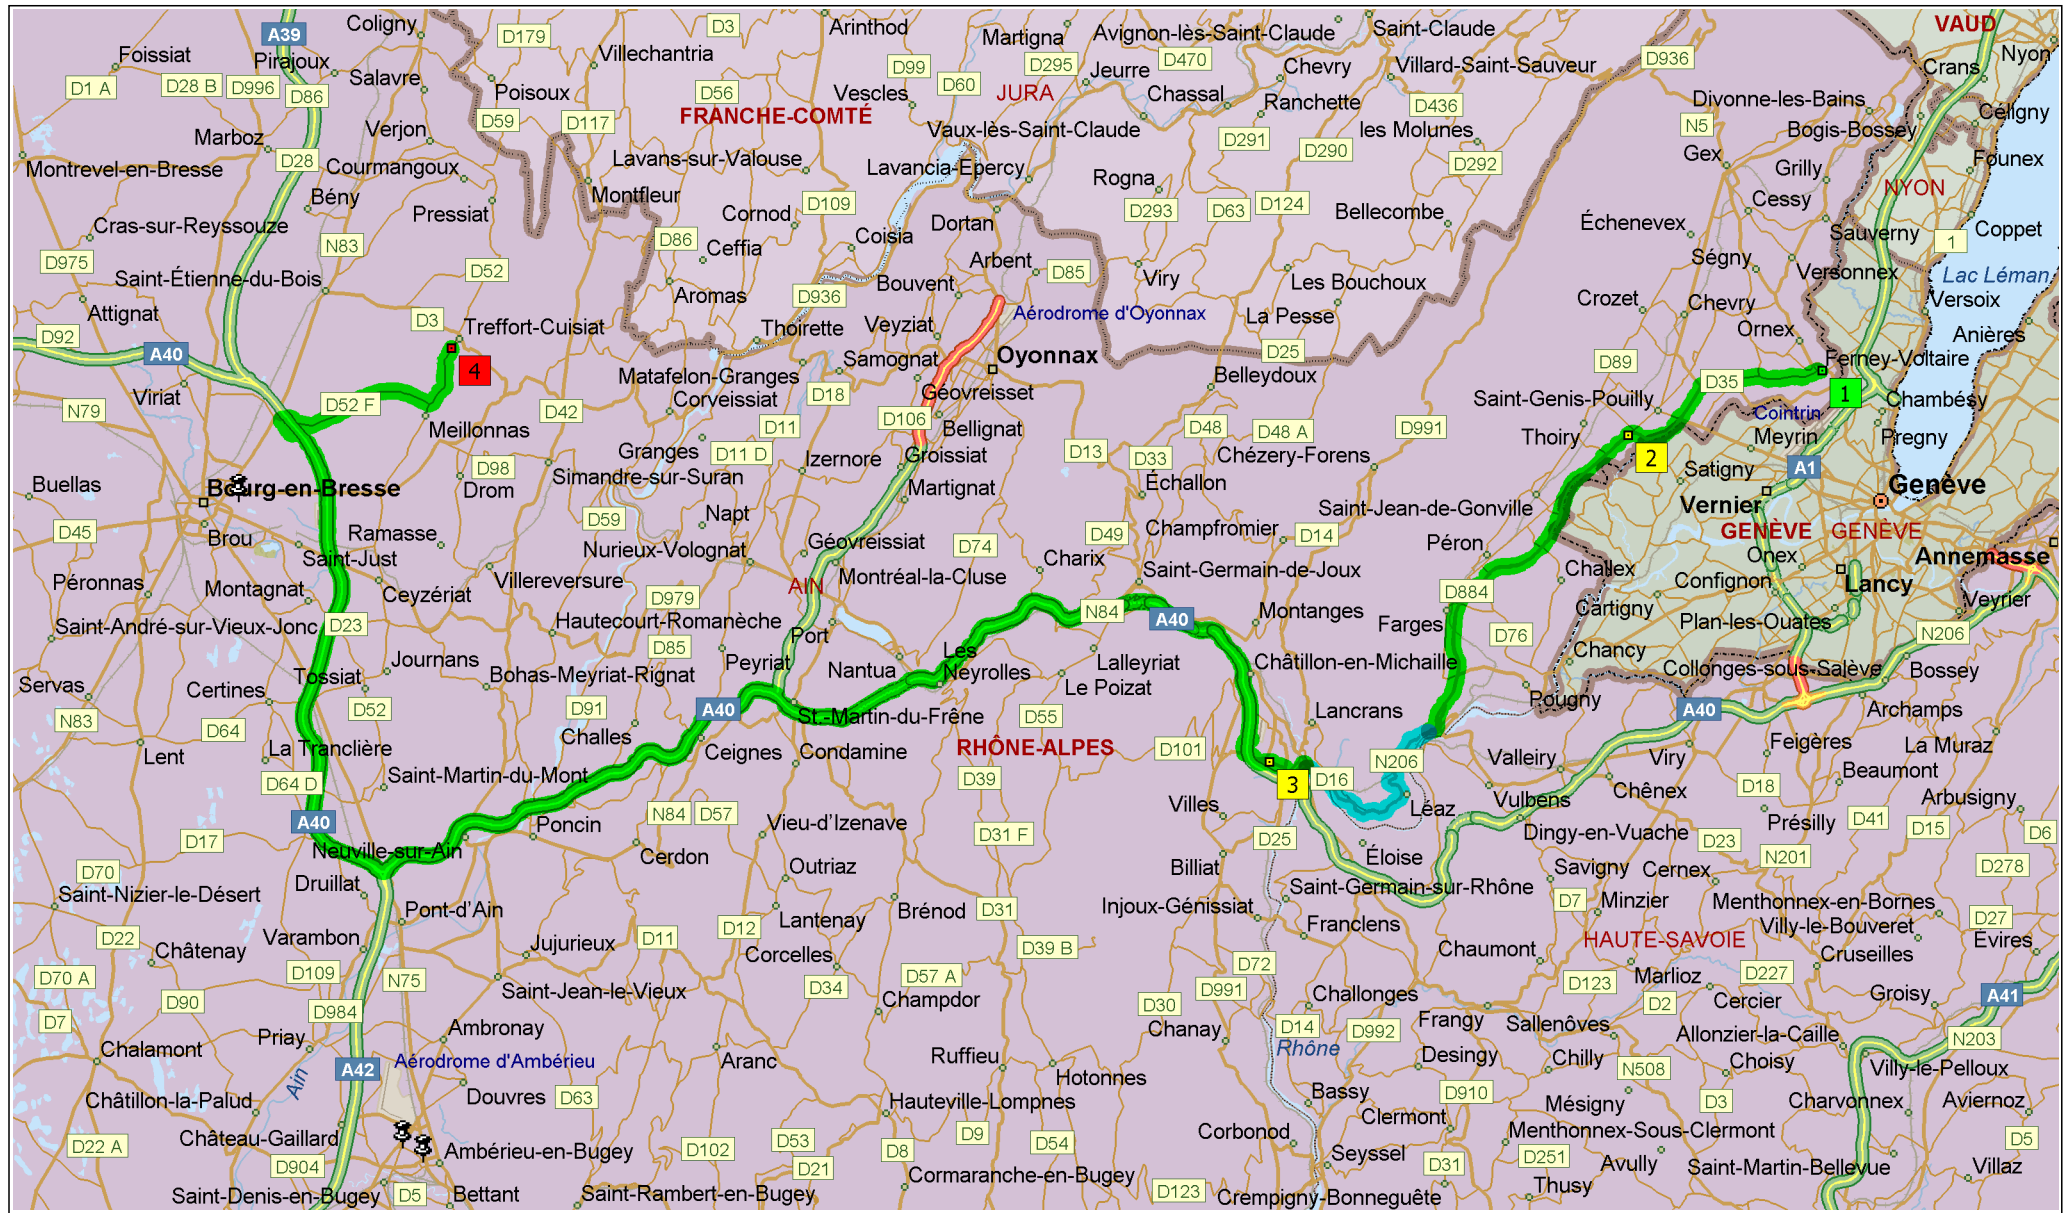 A39
Coligny
D179
D3
Arinthod
Martigna
Avignon-lès-Saint-Claude
Saint-Claude
VAUD
Foissiat
Pirajoux
Villechantria
D99
D295
D470
Chevry
Villard-Saint-Sauveur
D936
Nyon
Crans
D1 A
D28 B
D996
D86
Salavre
Poisoux
D56
Vescles
D60
JURA
Jeurre
Chassal
Ranchette
D436
Divonne-les-Bains
Céligny
Marboz
Verjon
D59
D117
FRANCHE-COMTÉ
Vaux-lès-Saint-Claude
D291
les Molunes
N5
Bogis-Bossey
Montrevel-en-Bresse
D28
Courmangoux
Lavans-sur-Valouse
Lavancia-Epercy
Rogna
D290
D292
Gex
Grilly
Founex
Bény
Pressiat
Montfleur
Cornod
D109
Dortan
D293
D63
D124
Bellecombe
Cessy
NYON
Cras-sur-Reyssouze
N83
D86
Ceffia
Coisia
Échenevex
Sauverny
1
Coppet
D975
Saint-Étienne-du-Bois
D52
Arbent
D85
Viry
Les Bouchoux
Ségny
Versonnex
Lac Léman
Attignat
Aromas
D936
Bouvent
Crozet
Chevry
Versoix
D3
Treffort-Cuisiat
Thoirette
Veyziat
Aérodrome d'Oyonnax
La Pesse
Ornex
Anières
D92
A40
4
Samognat
Oyonnax
D25
D89
Ferney-Voltaire
Viriat
Matafelon-Granges
D18
Géovreisset
Belleydoux
Saint-Genis-Pouilly
D35
1
Chambésy
N79
D52 F
Corveissiat
D42
D106
Cointrin
Meillonnas
D11
Bellignat
D48
D48 A
D991
Thoiry
Meyrin
Pregny
Granges
D11 D
Izernore
Groissiat
D13
D33
Chézery-Forens
2
Satigny
A1
Buellas
Bourg-en-Bresse
D98
Drom
Simandre-sur-Suran
Martignat
Échallon
Vernier
Genève
D45
Brou
Ramasse
D59
Napt
Champfromier
D14
Saint-Jean-de-Gonville
GENÈVE
GENÈVE
Saint-Just
Nurieux-Volognat
Géovreissiat
D74
D49
Péron
Onex
Annemasse
Péronnas
Montagnat
Ceyzériat
Villereversure
AIN
Montréal-la-Cluse
Charix
Saint-Germain-de-Joux
Challex
Confignon
Lancy
D979
D884
Cartigny
Veyrier
Saint-André-sur-Vieux-Jonc
D23
Hautecourt-Romanèche
Port
N84
A40
Montanges
Farges
D76
Plan-les-Ouates
N206
Journans
D85
Peyriat
Nantua
Les Neyrolles
Lalleyriat
Châtillon-en-Michaille
Chancy
Collonges-sous-Salève
Bossey
Servas
Certines
Tossiat
Bohas-Meyriat-Rignat
Le Poizat
Pougny
N83
D64
D52
D91
A40
St.-Martin-du-Frêne
D55
Lancrans
A40
Archamps
Lent
La Tranclière
Challes
Ceignes
Condamine
RHÔNE-ALPES
D101
N206
Valleiry
Viry
Feigères
La Muraz
D64 D
Saint-Martin-du-Mont
D39
3
D16
Chênex
D18
Beaumont
A40
N84
D57
Villes
Léaz
Vulbens
Présilly
Arbusigny
D17
Poncin
Vieu-d'Izenave
D31 F
D25
Dingy-en-Vuache
D23
D41
D15
D6
D70
Neuville-sur-Ain
Cerdon
Outriaz
Billiat
Éloise
Savigny
Cernex
N201
D278
Saint-Nizier-le-Désert
Druillat
Saint-Germain-sur-Rhône
D7
Minzier
Menthonnex-en-Bornes
Pont-d'Ain
Lantenay
Brénod
D31
Injoux-Génissiat
Franclens
Villy-le-Bouveret
D27
D22
Châtenay
Varambon
Jujurieux
D11
D12
D39 B
Chaumont
HAUTE-SAVOIE
Cruseilles
Évires
D70 A
D109
N75
Corcelles
D57 A
D72
Marlioz
D227
D90
Saint-Jean-le-Vieux
D34
Champdor
D30
D991
Challonges
D123
D2
Cercier
Groisy
A41
D7
D984
Chanay
D14
D992
Frangy
Sallenôves
Allonzier-la-Caille
N203
Chalamont
Priay
Ambronay
Rhône
Desingy
Chilly
Choisy
Ain
A42
Aérodrome d'Ambérieu
Aranc
Ruffieu
Hotonnes
N508
Villy-le-Pelloux
Châtillon-la-Palud
Douvres
D63
Hauteville-Lompnes
Bassy
D910
Mésigny
D3
Charvonnex
Aviernoz
Château-Gaillard
D9
Clermont
D22 A
Ambérieu-en-Bugey
D102
D53
D8
D54
Corbonod
Menthonnex-Sous-Clermont
D5
D904
D21
Cormaranche-en-Bugey
Seyssel
D31
D251
Avully
Saint-Martin-Bellevue
Villaz
Saint-Denis-en-Bugey
D5
Bettant
Saint-Rambert-en-Bugey
D123
Crempigny-Bonneguête
Thusy